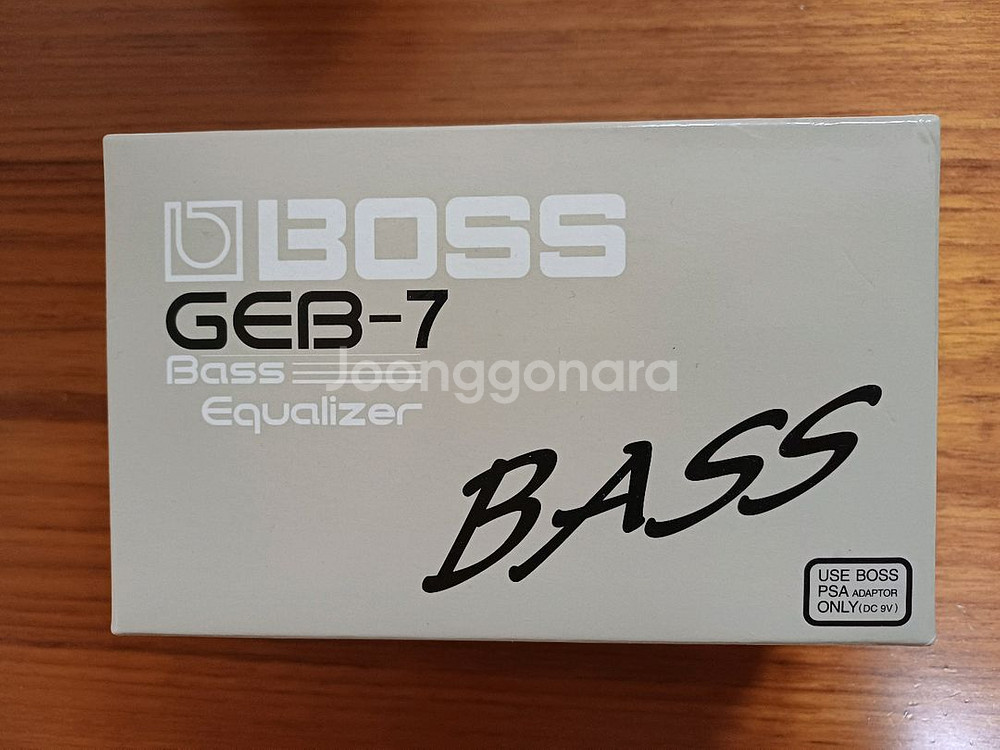 BOSS
GEB-7
Bass
Joonggonara
Equalizer
BASS
USE BOSS
PSA ADAPTOR
ONLY(DC 9V)